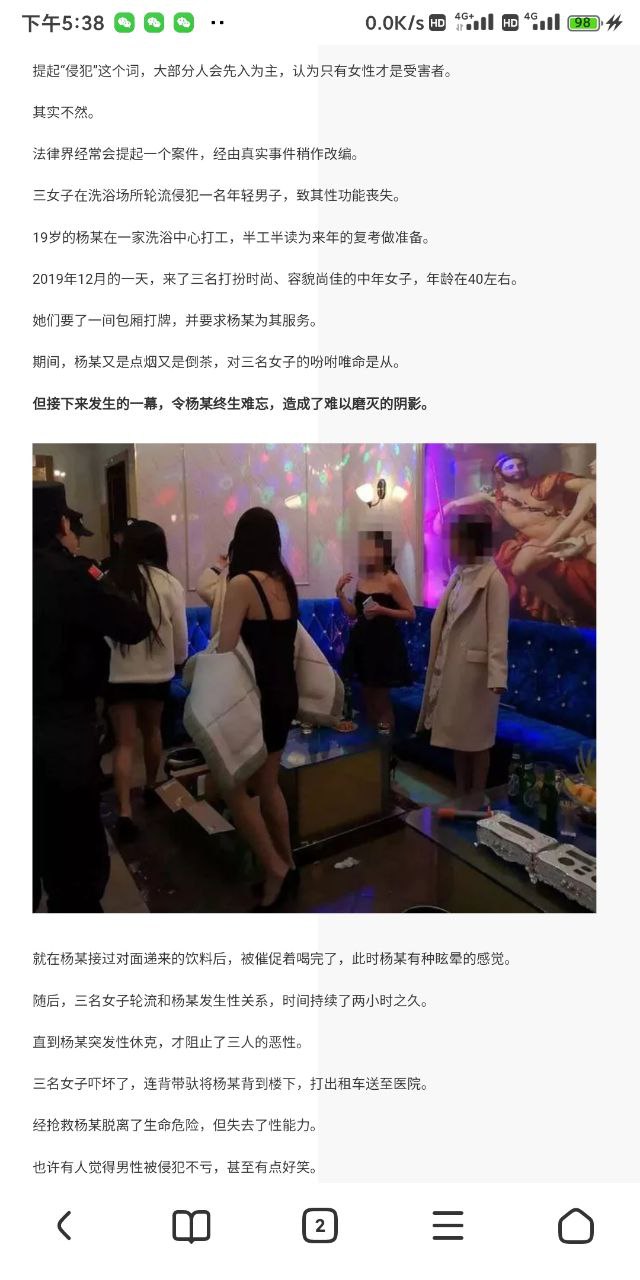 下午5:38
0.0K/s HD 4G+ HD 4G 98
提起“侵犯”这个词，大部分人会先入为主，认为只有女性才是受害者。
其实不然。
法律界经常会提起一个案件，经由真实事件稍作改编。
三女子在洗浴场所轮流侵犯一名年轻男子，致其性功能丧失。
19岁的杨某在一家洗浴中心打工，半工半读为来年的复考做准备。
2019年12月的一天，来了三名打扮时尚、容貌尚佳的中年女子，年龄在40左右。
她们要了一间包厢打牌，并要求杨某为其服务。
期间，杨某又是点烟又是倒茶，对三名女子的吩咐唯命是从。
但接下来发生的一幕，令杨某终生难忘，造成了难以磨灭的阴影。
就在杨某接过对面递来的饮料后，被催促着喝完了，此时杨某有种眩晕的感觉。
随后，三名女子轮流和杨某发生性关系，时间持续了两小时之久。
直到杨某突发性休克，才阻止了三人的恶性。
三名女子吓坏了，连背带驮将杨某背到楼下，打出租车送至医院。
经抢救杨某脱离了生命危险，但失去了性能力。
也许有人觉得男性被侵犯不亏，甚至有点好笑。
2